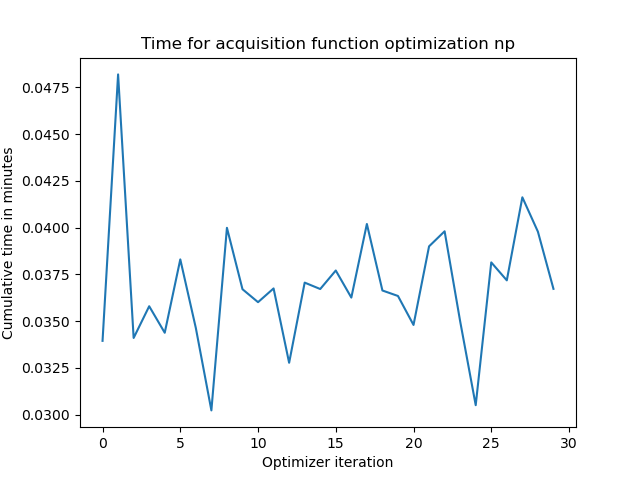 Time for acquisition function optimization np
Cumulative time in minutes
0.0475
0.0450
0.0425
0.0400
0.0375
0.0350
0.0325
0.0300
0 5 10 15 20 25 30
Optimizer iteration